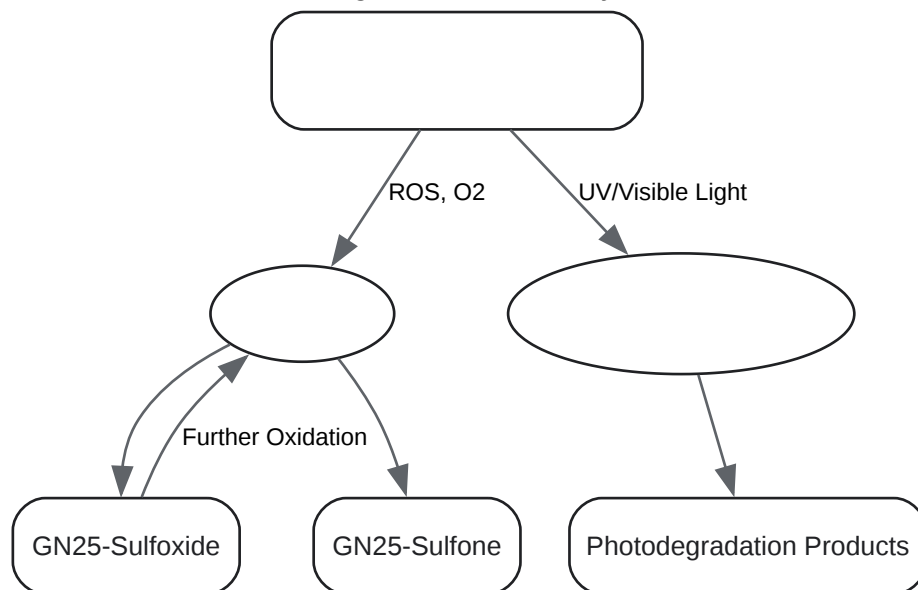 ROS, O2
UV/Visible Light
Further Oxidation
GN25-Sulfoxide
GN25-Sulfone
Photodegradation Products